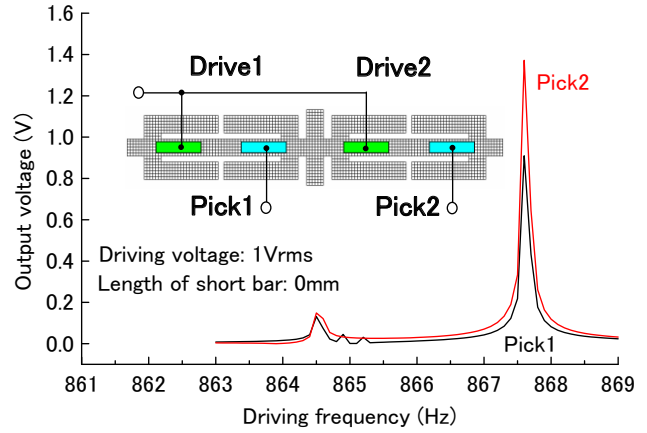 1.6
1.4
1.2
1.0
0.8
0.6
0.4
0.2
0.0
Output voltage (V)
Drive1 Drive2
Pick2
Pick1 Pick2
Driving voltage: 1Vrms
Length of short bar: 0mm
Pick1
861 862 863 864 865 866 867 868 869
Driving frequency (Hz)